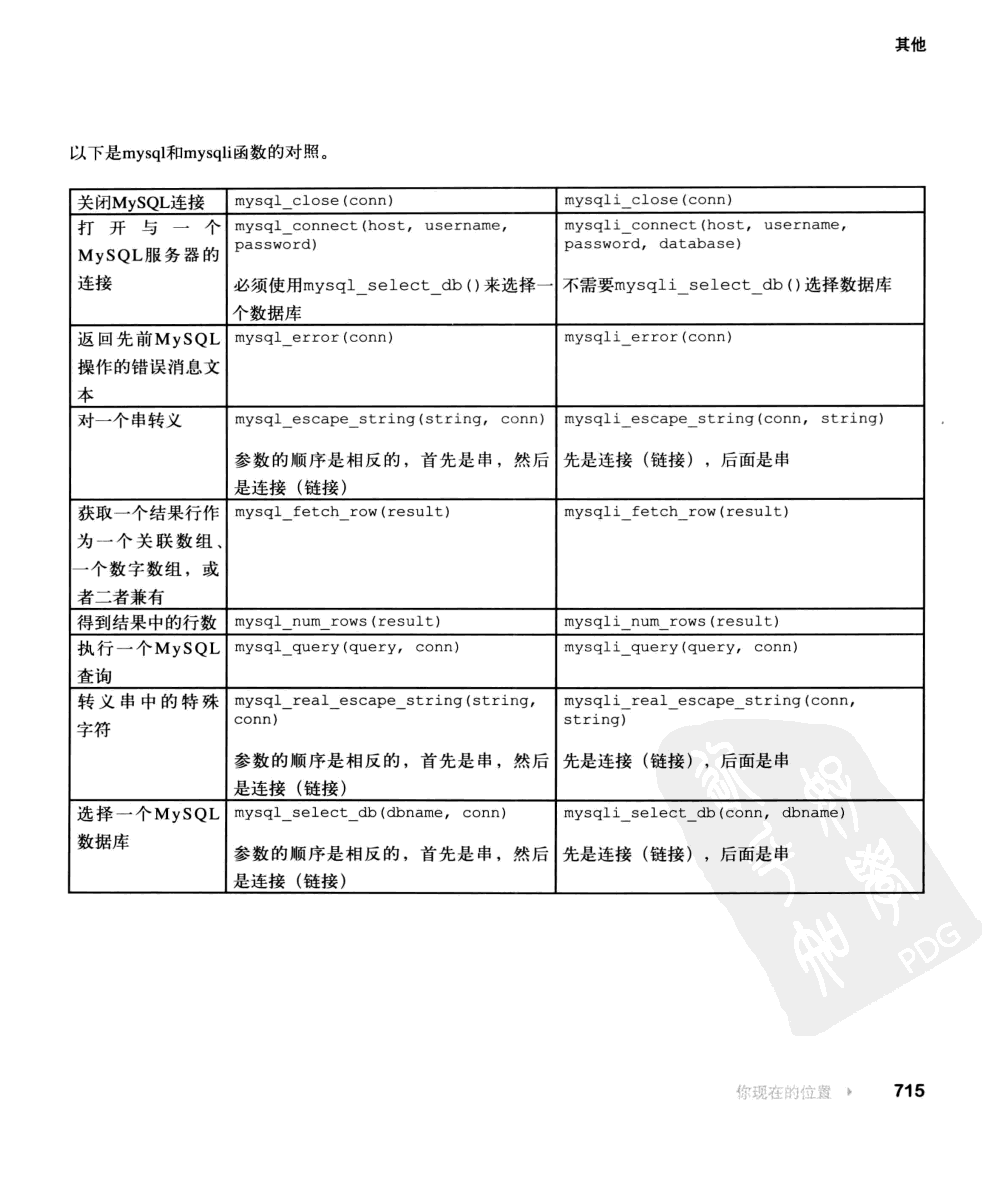 其他
以下是mysql和mysqli函数的对照。
关闭MySQL连接 mysql_close(conn) mysqli_close(conn)
打开与一个 mysql_connect(host, username, mysqli_connect(host, username,
MySQL服务器的 password) password, database)
连接 必须使用mysql_select_db()来选择一 不需要mysqli_select_db()选择数据库
个数据库
返回先前MySQL mysql_error(conn) mysqli_error(conn)
操作的错误消息文
本
对一个串转义 mysql_escape_string(string, conn) mysqli_escape_string(conn, string)
参数的顺序是相反的，首先是串，然后 先是连接（链接），后面是串
是连接（链接）
获取一个结果行作 mysql_fetch_row(result) mysqli_fetch_row(result)
为一个关联数组、
一个数字数组，或
者二者兼有
得到结果中的行数 mysql_num_rows(result) mysqli_num_rows(result)
执行一个MySQL mysql_query(query, conn) mysqli_query(query, conn)
查询
转义串中的特殊 mysql_real_escape_string(string, mysqli_real_escape_string(conn,
字符 conn) string)
参数的顺序是相反的，首先是串，然后 先是连接（链接），后面是串
是连接（链接）
选择一个MySQL mysql_select_db(dbname, conn) mysqli_select_db(conn, dbname)
数据库 参数的顺序是相反的，首先是串，然后 先是连接（链接），后面是串
是连接（链接）
PDG
你现在的位置 715